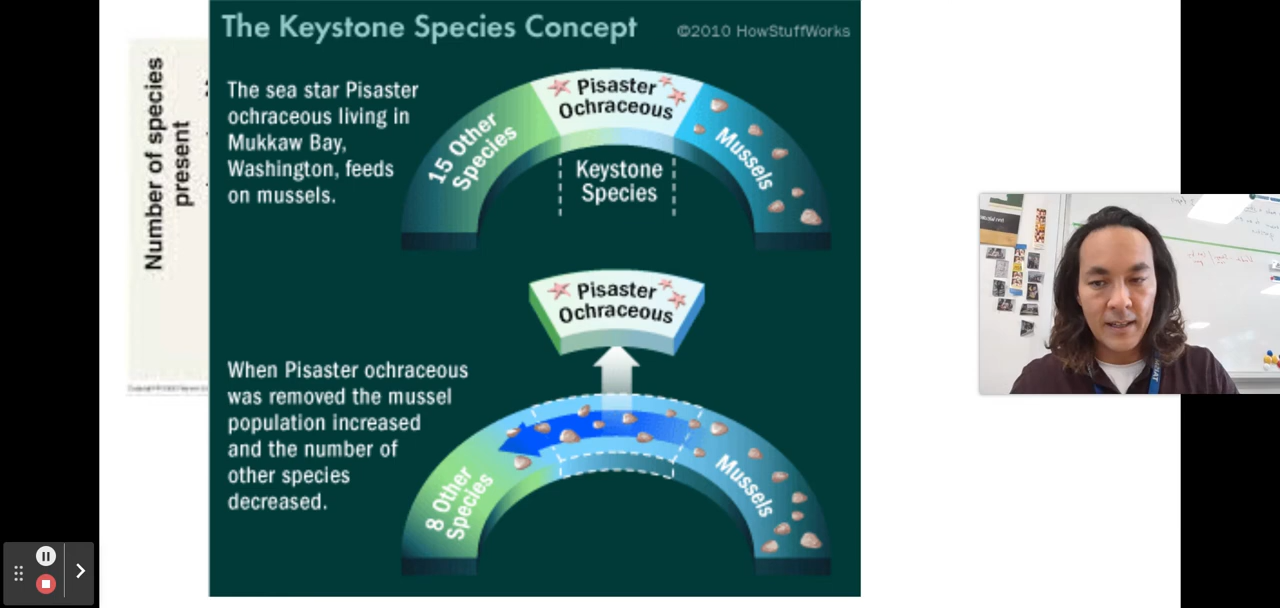 The Keystone Species Concept
©2010 HowStuffWorks
Number of species
present
The sea star Pisaster
ochraceous living in
Mukkaw Bay,
Washington, feeds
on mussels.
15 Other
Species
Pisaster
Ochraceous
Mussels
Keystone
Species
Pisaster
Ochraceous
When Pisaster ochraceous
was removed the mussel
population increased
and the number of
other species
decreased.
8 Other
Species
Mussels